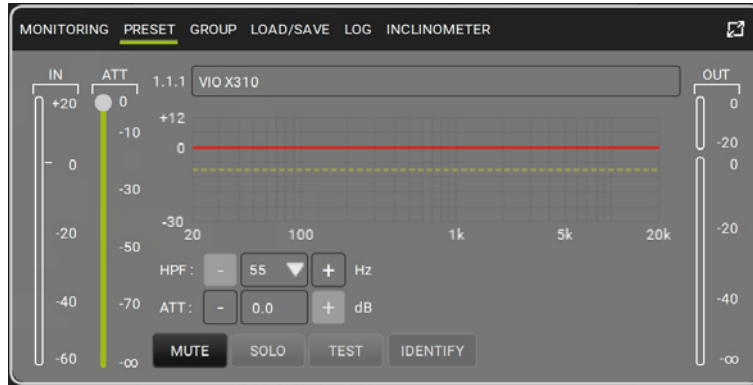 MONITORING PRESET GROUP LOAD/SAVE LOG INCLINOMETER
IN ATT OUT
1.1.1 VIO X310
+20
0
-20
-40
-60
0
-10
-30
-50
-70
-∞
+12
0
-30
20 100 1k 5k 20k
HPF: - 55 + Hz
ATT: - 0.0 + dB
MUTE SOLO TEST IDENTIFY
0
-20
0
-20
-40
-∞